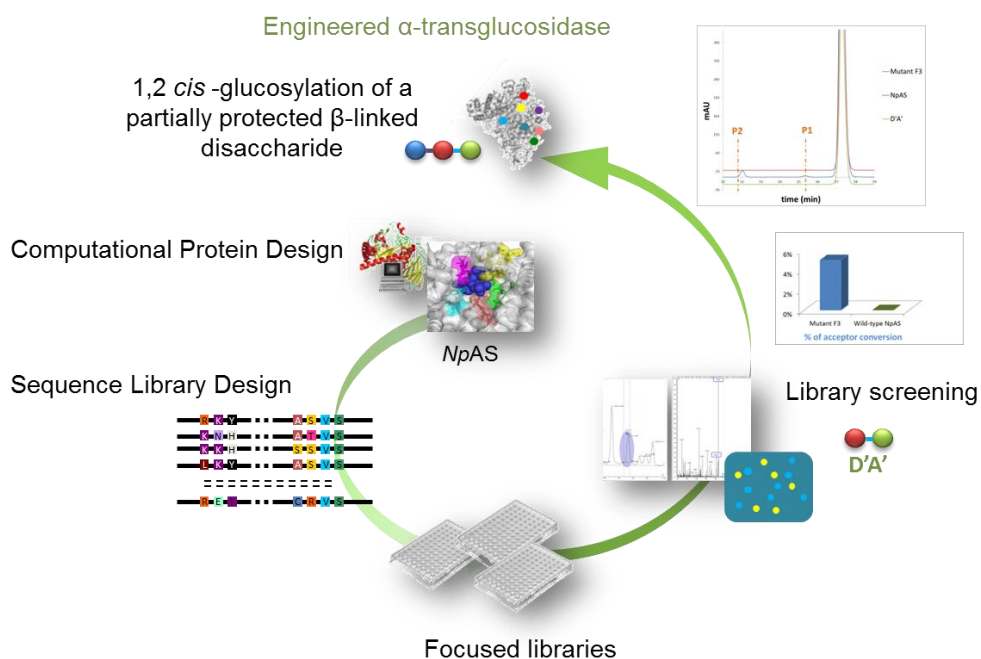 Engineered α-transglucosidase
1,2 cis -glucosylation of a
partially protected β-linked
disaccharide
P2
P1
Mutant F3
NpAS
D'A'
mAU
time (min)
Computational Protein Design
NpAS
6%
4%
2%
0%
Mutant F3
Wild-type NpAS
% of acceptor conversion
Sequence Library Design
R K Y A S V S
K N H A T V S
K K H S S V S
L K Y A S V S
R E C R V S
Library screening
D'A'
Focused libraries